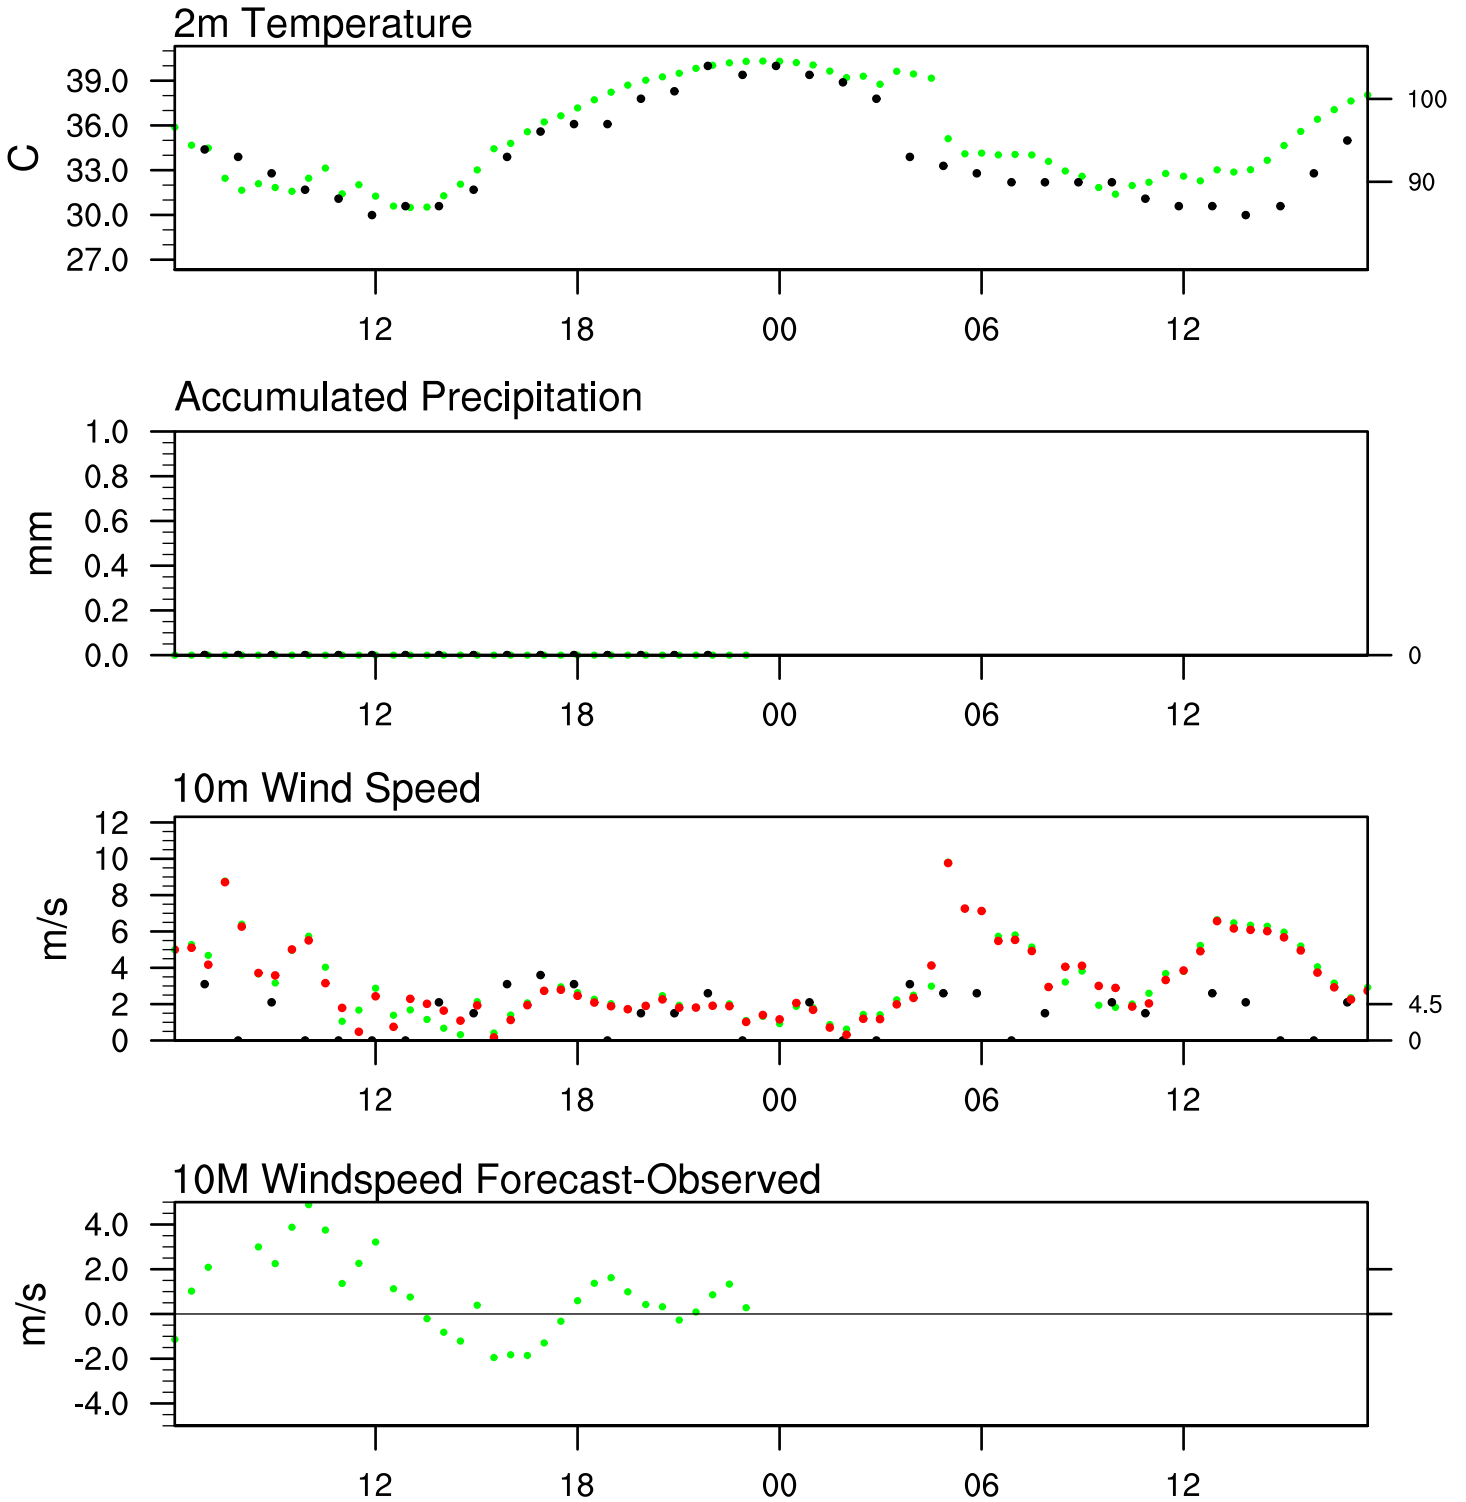 2m Temperature
39.0
36.0
33.0
30.0
27.0
C
100
90
12 18 00 06 12
Accumulated Precipitation
1.0
0.8
0.6
0.4
0.2
0.0
mm
0
12 18 00 06 12
10m Wind Speed
12
10
8
6
4
2
0
m/s
4.5
0
12 18 00 06 12
10M Windspeed Forecast-Observed
4.0
2.0
0.0
-2.0
-4.0
m/s
12 18 00 06 12